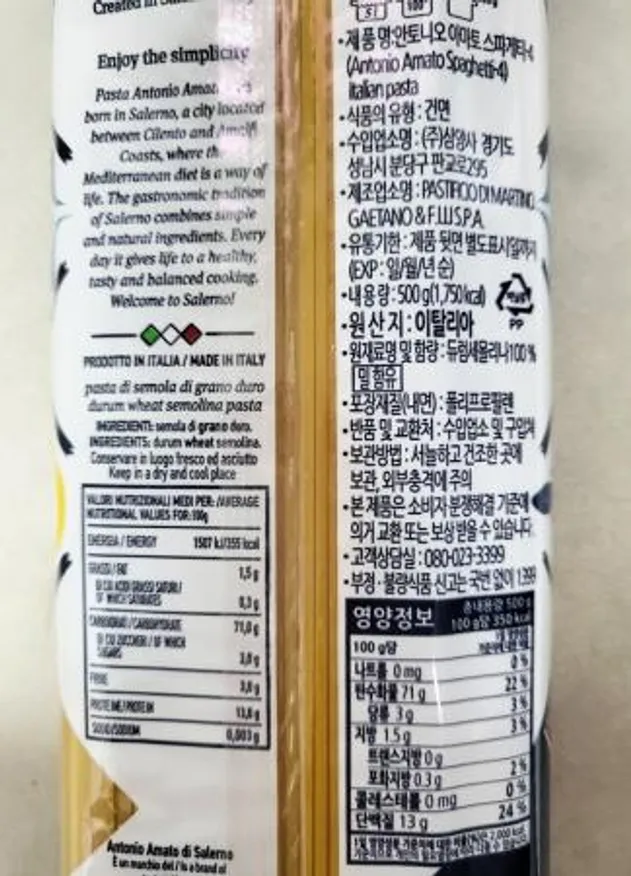 Created in
Enjoy the simplicity
Pasta Antonio Amato
born in Salerno, a city located
between Cilento and Amalfi
Coasts, where the
Mediterranean diet is a way of
life. The gastronomic tradition
of Salerno combines simple
and natural ingredients. Every
day it gives life to a healthy,
tasty and balanced cooking.
Welcome to Salerno!
PRODOTTO IN ITALIA / MADE IN ITALY
pasta di semola di grano duro
durum wheat semolina pasta
INGREDIENTI: semola di grano duro.
INGREDIENTS: durum wheat semolina.
Conservare in luogo fresco ed asciutto
Keep in a dry and cool place
VALORI NUTRIZIONALI MEDI PER: /AVERAGE
NUTRITIONAL VALUES FOR: 100g
ENERGIA / ENERGY 1507 kJ/355 kcal
GRASSI / FAT 1,5 g
DI CUI ACIDI GRASSI SATURI /
OF WHICH SATURATES 0,3 g
CARBOIDRATI / CARBOHYDRATE 71,0 g
DI CUI ZUCCHERI / OF WHICH
SUGARS 3,0 g
FIBRE 3,0 g
PROTEINE / PROTEIN 13,0 g
SODIO/SODIUM 0,003 g
Antonio Amato di Salerno
È un marchio del / is a brand of
•제품명:안토니오 아마토 스파게티-4
(Antonio Amato Spaghetti-4)
italian pasta
•식품의 유형 : 건면
•수입업소명 : (주)삼양사 경기도
성남시 분당구 판교로295
•제조업소명 : PASTIFICIO DI MARTINO
GAETANO & F.LLI S.P.A.
•유통기한 : 제품 뒷면 별도표시일까지
(EXP : 일/월/년 순)
•내용량 : 500 g(1,750 kcal)
PP
•원 산 지 : 이탈리아
•원재료명 및 함량 : 듀럼세몰리나100 %
밀 함유
•포장재질(내면) : 폴리프로필렌
•반품 및 교환처 : 수입업소 및 구입처
•보관방법 : 서늘하고 건조한 곳에
보관, 외부충격에 주의
•본 제품은 소비자 분쟁해결 기준에
의거 교환 또는 보상 받을 수 있습니다.
•고객상담실 : 080-023-3399
•부정·불량식품 신고는 국번 없이 1399
영양정보 총내용량 500 g
100 g당 350 kcal
100 g당
나트륨 0 mg 0 %
탄수화물 71 g 22 %
당류 3 g 3 %
지방 1.5 g 3 %
트랜스지방 0 g
포화지방 0.3 g 2 %
콜레스테롤 0 mg 0 %
단백질 13 g 24 %